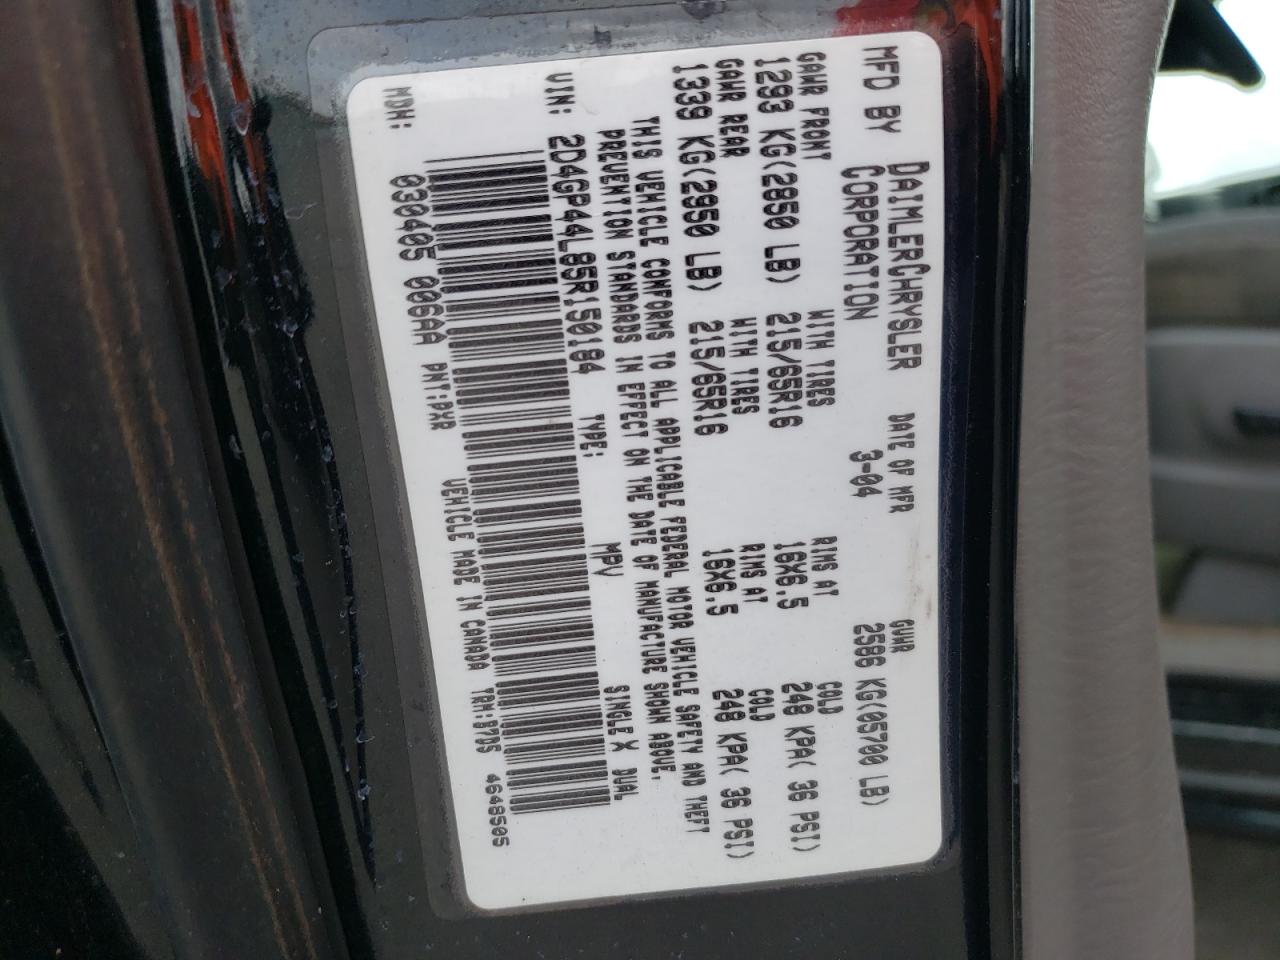 MFD BY DAIMLERCHRYSLER DATE OF MFR GVWR
CORPORATION 3-04 2586 KG(05700 LB)
GAWR FRONT WITH TIRES RIMS AT COLD
1293 KG(2850 LB) 215/65R16 16X6.5 248 KPA( 36 PSI)
GAWR REAR WITH TIRES RIMS AT COLD
1339 KG(2950 LB) 215/65R16 16X6.5 248 KPA( 36 PSI)
THIS VEHICLE CONFORMS TO ALL APPLICABLE FEDERAL MOTOR VEHICLE SAFETY AND THEFT
PREVENTION STANDARDS IN EFFECT ON THE DATE OF MANUFACTURE SHOWN ABOVE.
VIN: 2D4GP44L85R150184 TYPE: MPV SINGLE X DUAL
MDH: 030405 006AA PNT:PXR VEHICLE MADE IN CANADA TRM:B7D5 4648505